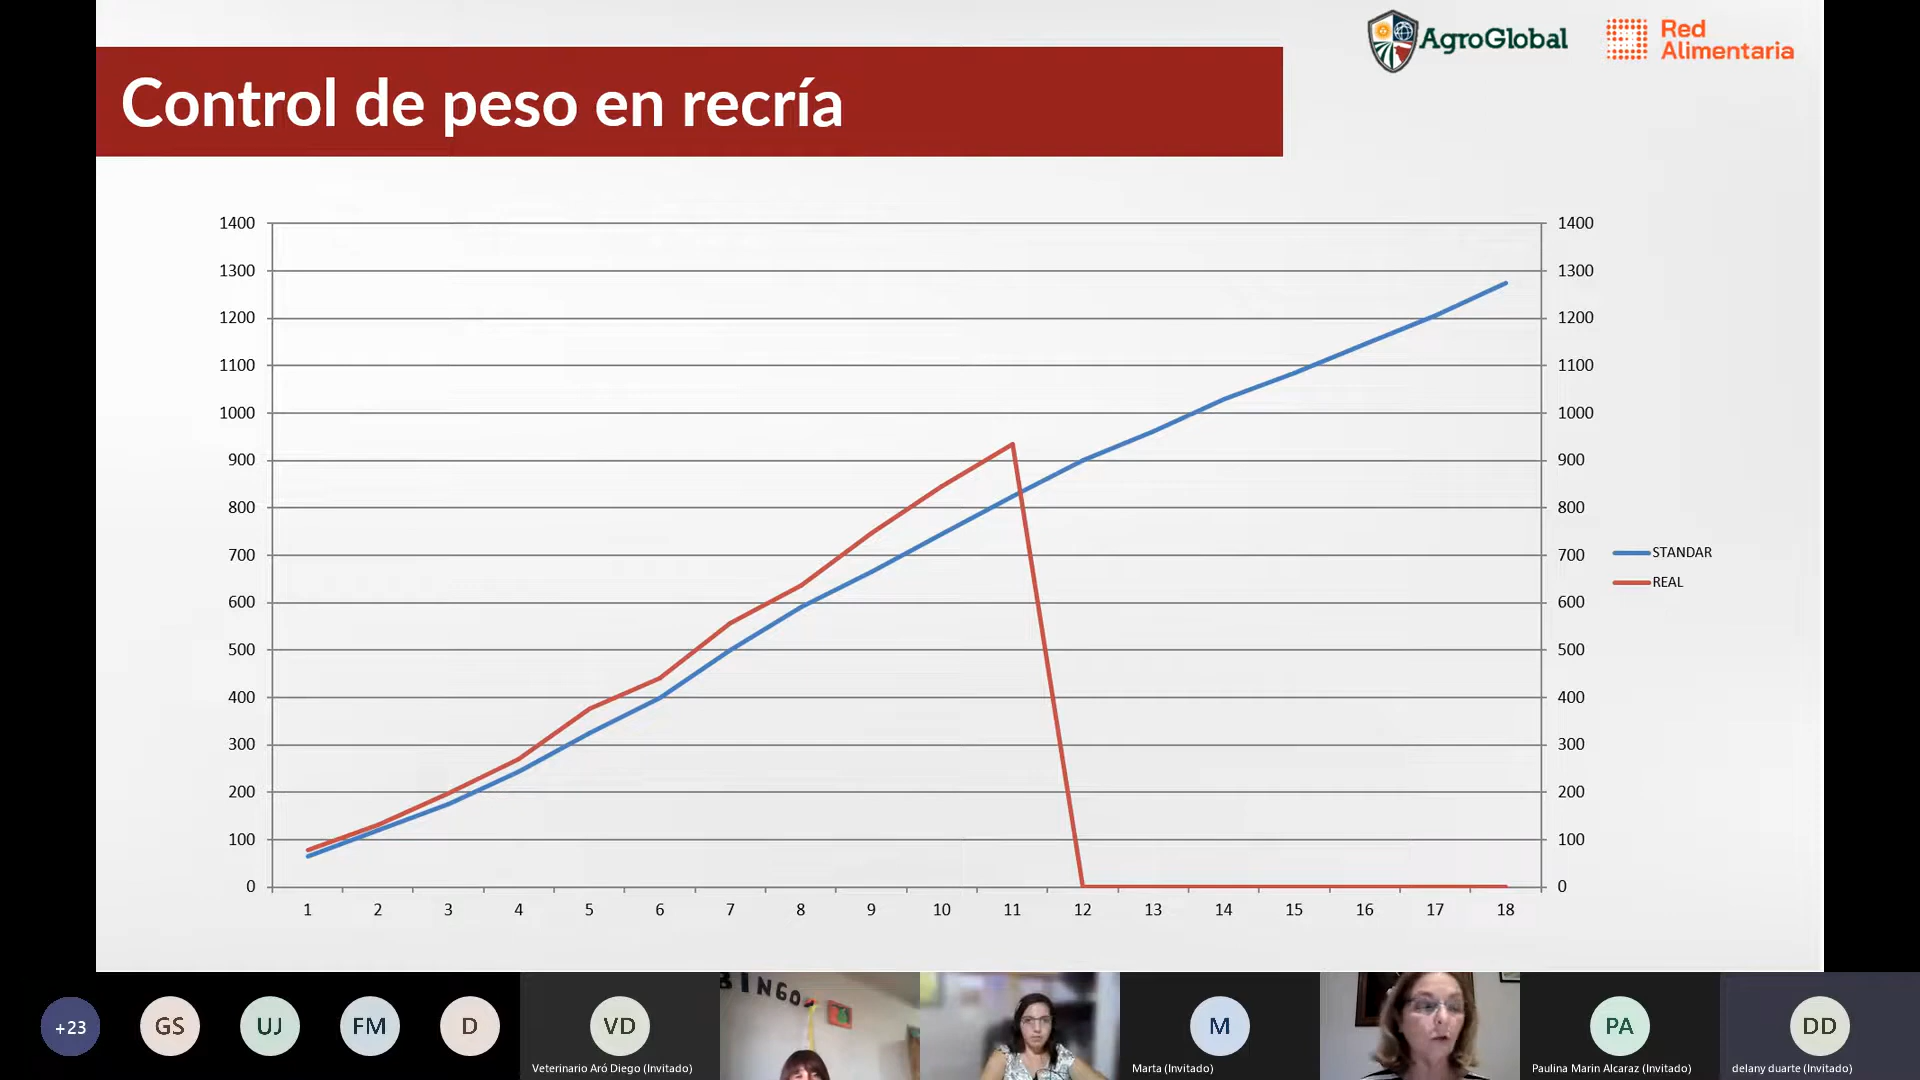 AgroGlobal
Red
Alimentaria
Control de peso en recría
1400
1300
1200
1100
1000
900
800
700
600
500
400
300
200
100
0
1400
1300
1200
1100
1000
900
800
700
600
500
400
300
200
100
0
1 2 3 4 5 6 7 8 9 10 11 12 13 14 15 16 17 18
STANDAR
REAL
+23
GS
UJ
FM
D
VD
Veterinario Aró Diego (Invitado)
BINGO
M
Marta (Invitado)
PA
Paulina Marin Alcaraz (Invitado)
DD
delany duarte (Invitado)